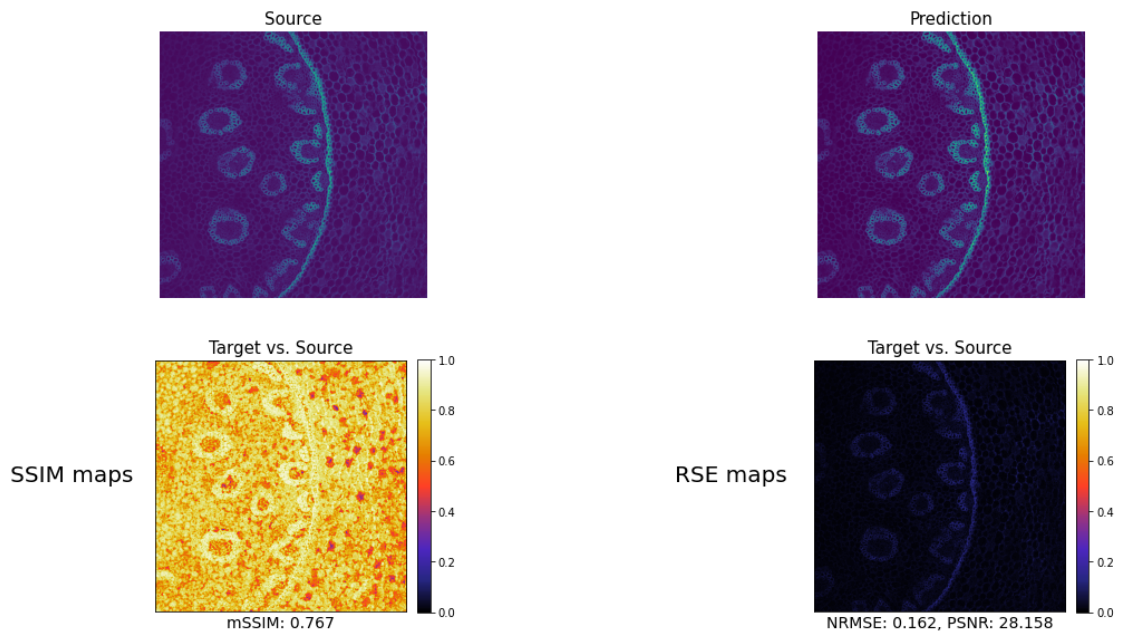 Source
Prediction
Target vs. Source
Target vs. Source
SSIM maps
1.0
0.8
0.6
0.4
0.2
0.0
RSE maps
1.0
0.8
0.6
0.4
0.2
0.0
mSSIM: 0.767
NRMSE: 0.162, PSNR: 28.158